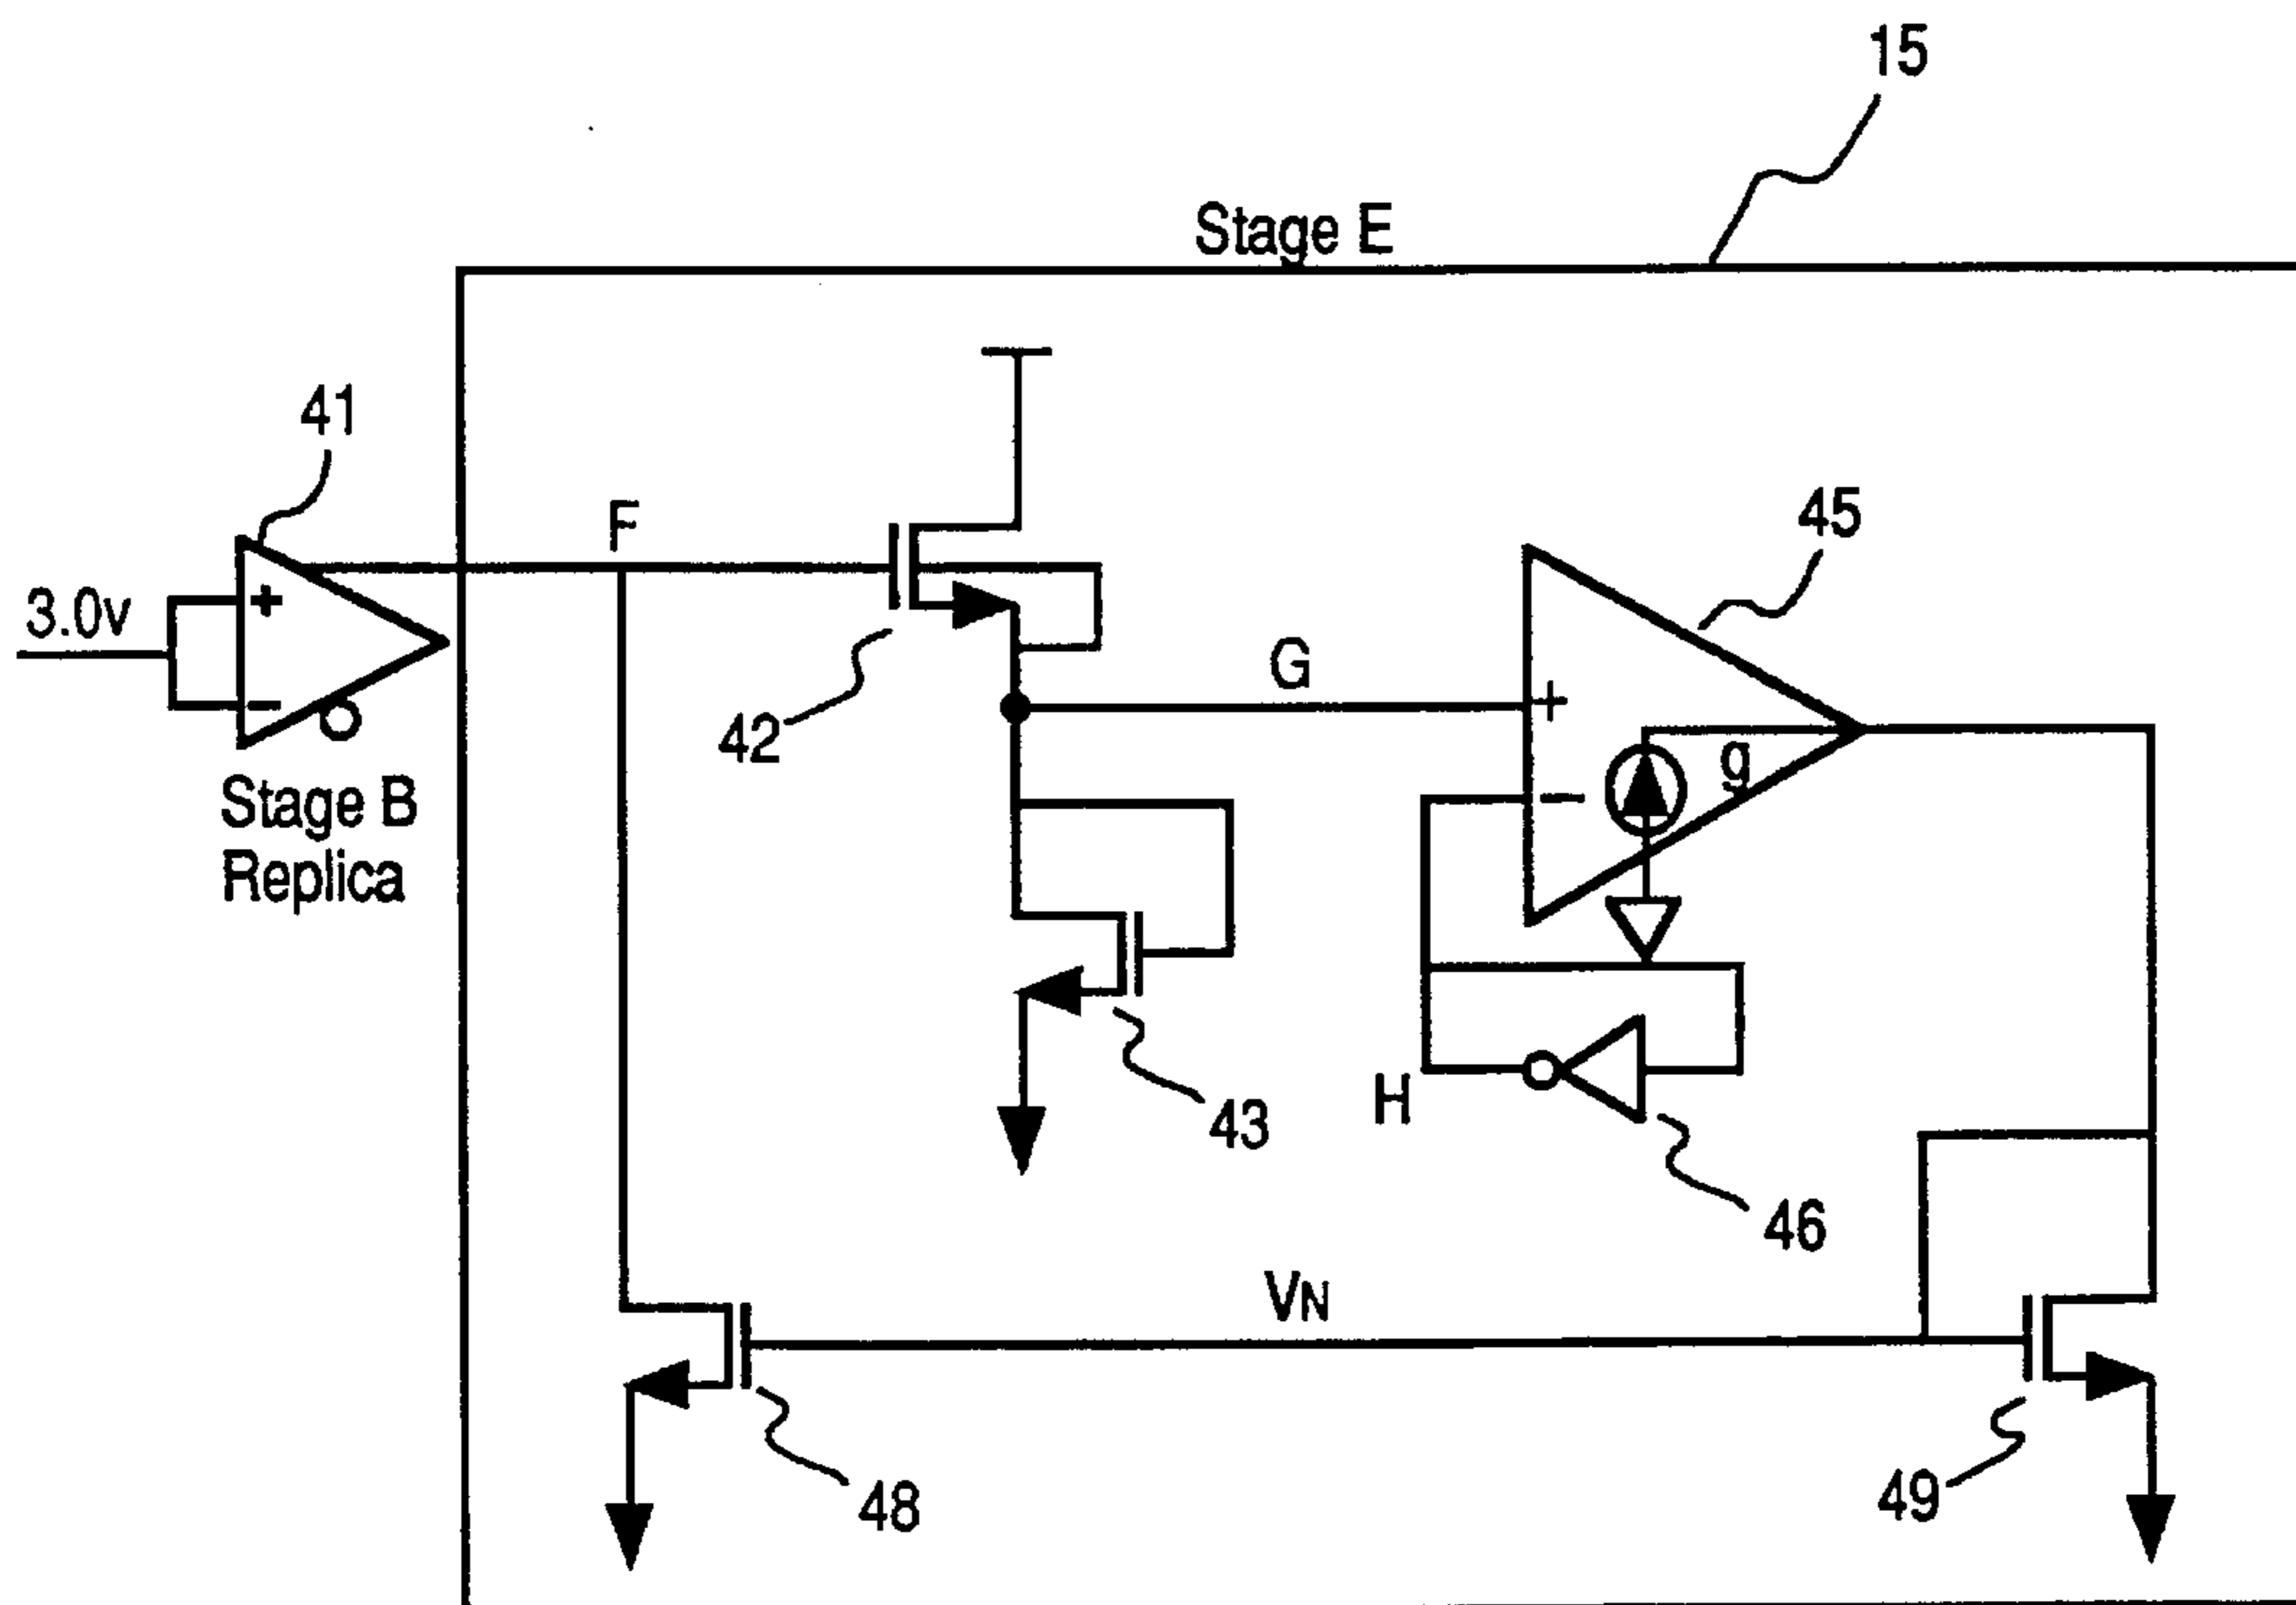 15
Stage E
41
F
45
3.0v
+
−
+
G
g
−
42
Stage B
Replica
43
H
46
VN
48
49